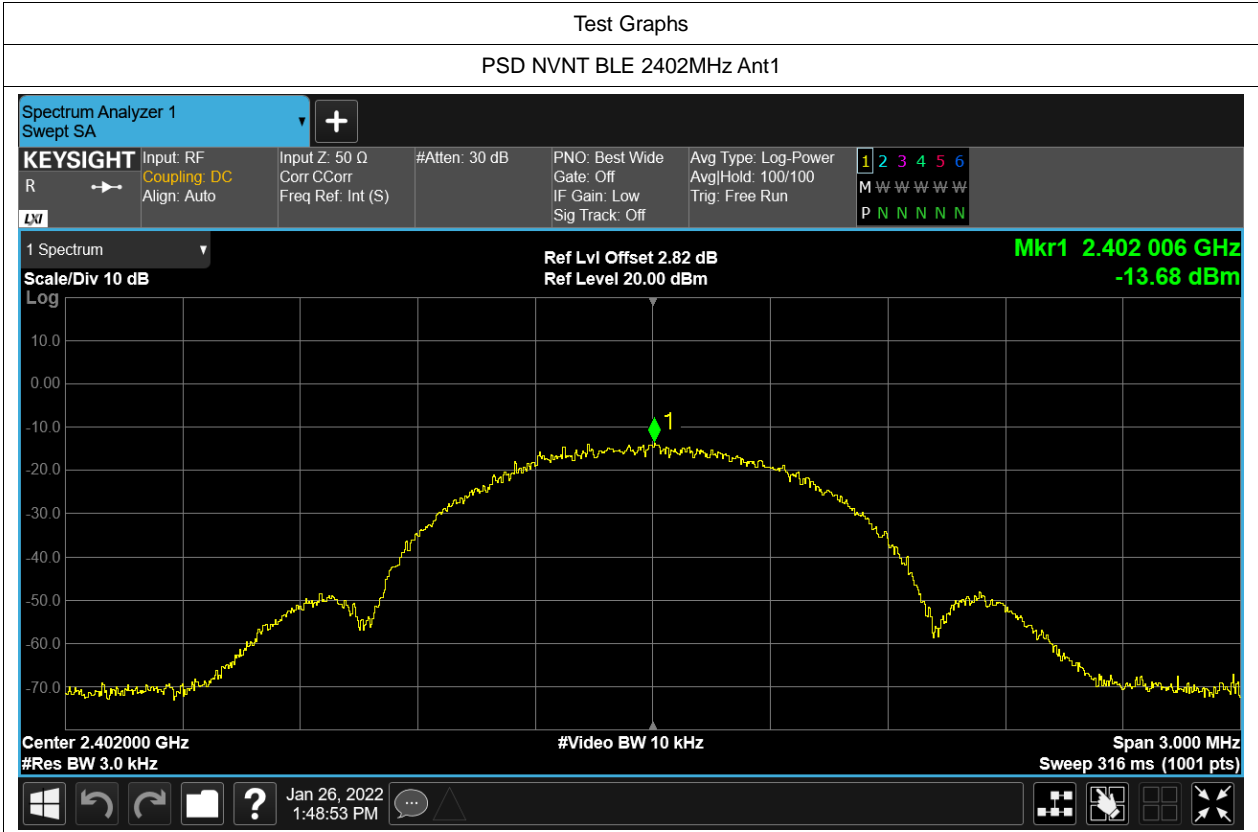 Test Graphs
PSD NVNT BLE 2402MHz Ant1
Spectrum Analyzer 1
Swept SA
+
KEYSIGHT
R
LXI
Input: RF
Coupling: DC
Align: Auto
Input Z: 50 Ω
Corr CCorr
Freq Ref: Int (S)
#Atten: 30 dB
PNO: Best Wide
Gate: Off
IF Gain: Low
Sig Track: Off
Avg Type: Log-Power
Avg|Hold: 100/100
Trig: Free Run
1 2 3 4 5 6
M W W W W W
P N N N N N
1 Spectrum
Scale/Div 10 dB
Log
Ref Lvl Offset 2.82 dB
Ref Level 20.00 dBm
Mkr1 2.402 006 GHz
-13.68 dBm
10.0
0.00
-10.0
-20.0
-30.0
-40.0
-50.0
-60.0
-70.0
1
Center 2.402000 GHz
#Res BW 3.0 kHz
#Video BW 10 kHz
Span 3.000 MHz
Sweep 316 ms (1001 pts)
?
Jan 26, 2022
1:48:53 PM